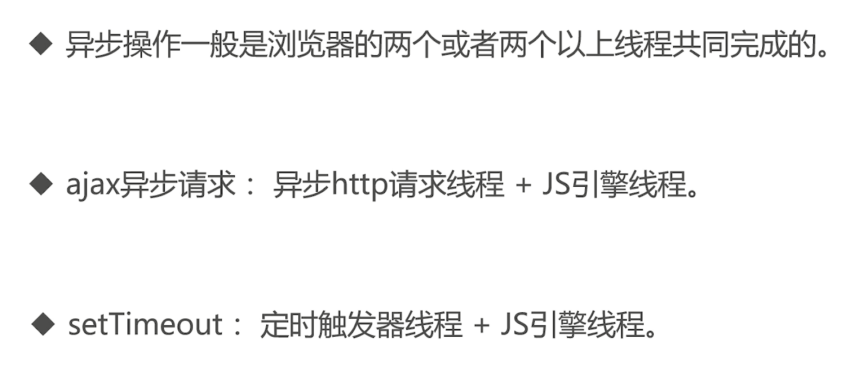 ◆ 异步操作一般是浏览器的两个或者两个以上线程共同完成的。
◆ ajax异步请求： 异步http请求线程 + JS引擎线程。
◆ setTimeout： 定时触发器线程 + JS引擎线程。